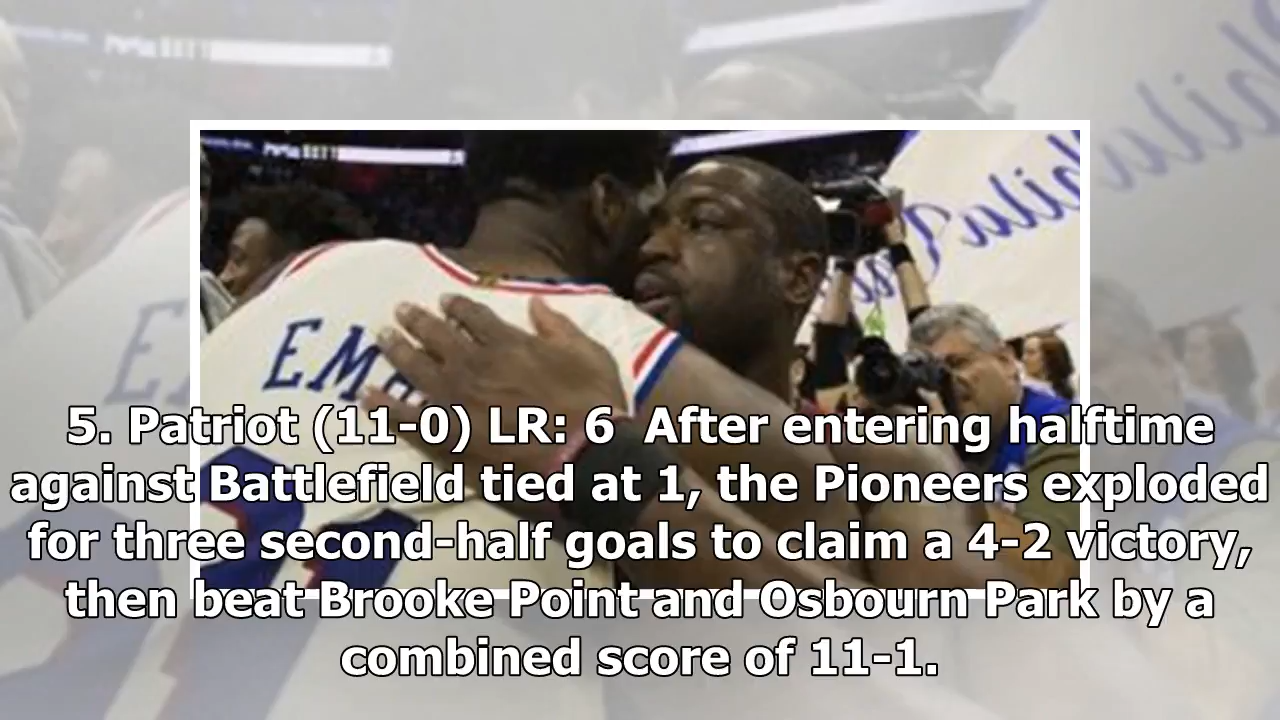 EM
5. Patriot (11-0) LR: 6  After entering halftime
against Battlefield tied at 1, the Pioneers exploded
for three second-half goals to claim a 4-2 victory,
then beat Brooke Point and Osbourn Park by a
combined score of 11-1.